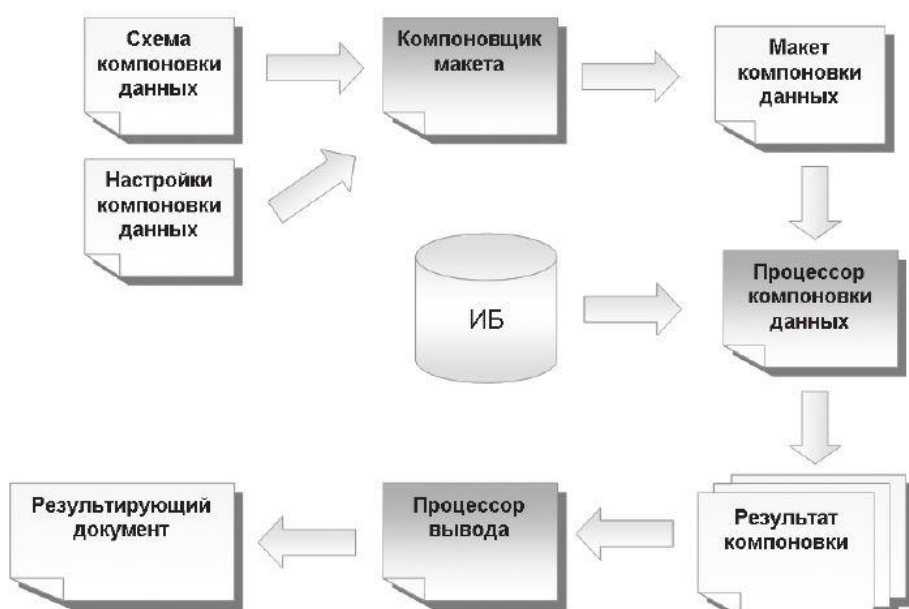 Схема
компоновки
данных
Компоновщик
макета
Макет
компоновки
данных
Настройки
компоновки
данных
ИБ
Процессор
компоновки
данных
Результирующий
документ
Процессор
вывода
Результат
компоновки